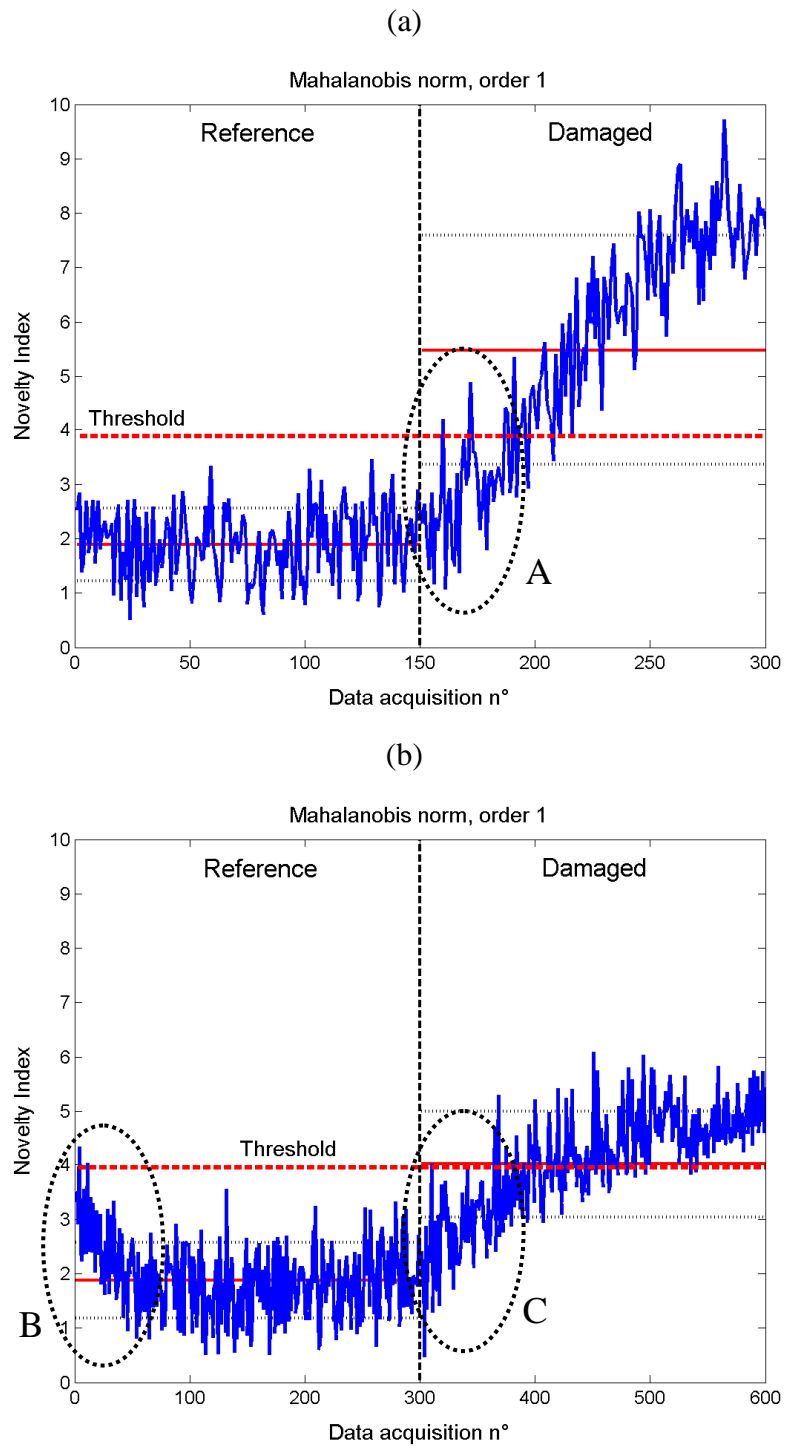 (a)
Mahalanobis norm, order 1
10
9
8
7
6
5
4
3
2
1
0
Reference
Damaged
Threshold
A
Novelty Index
0
50
100
150
200
250
300
Data acquisition n°
(b)
Mahalanobis norm, order 1
10
9
8
7
6
5
4
3
2
1
0
Reference
Damaged
Threshold
B
C
Novelty Index
0
100
200
300
400
500
600
Data acquisition n°